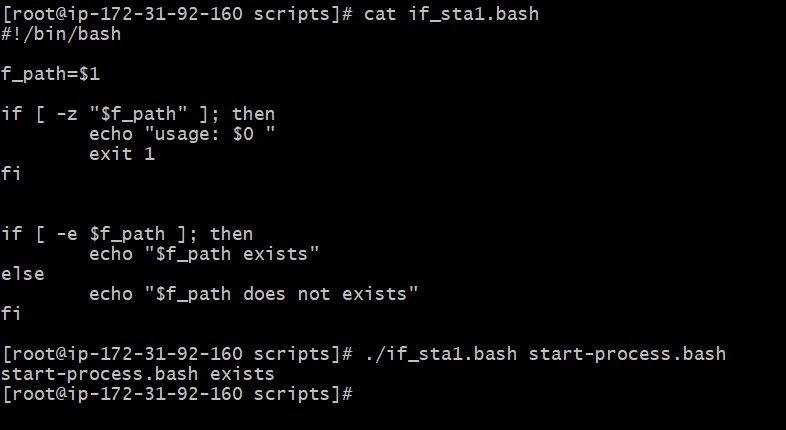 [root@ip-172-31-92-160 scripts]# cat if_sta1.bash
#!/bin/bash
f_path=$1
if [ -z "$f_path" ]; then
echo "usage: $0 "
exit 1
fi
if [ -e $f_path ]; then
echo "$f_path exists"
else
echo "$f_path does not exists"
fi
[root@ip-172-31-92-160 scripts]# ./if_sta1.bash start-process.bash
start-process.bash exists
[root@ip-172-31-92-160 scripts]#